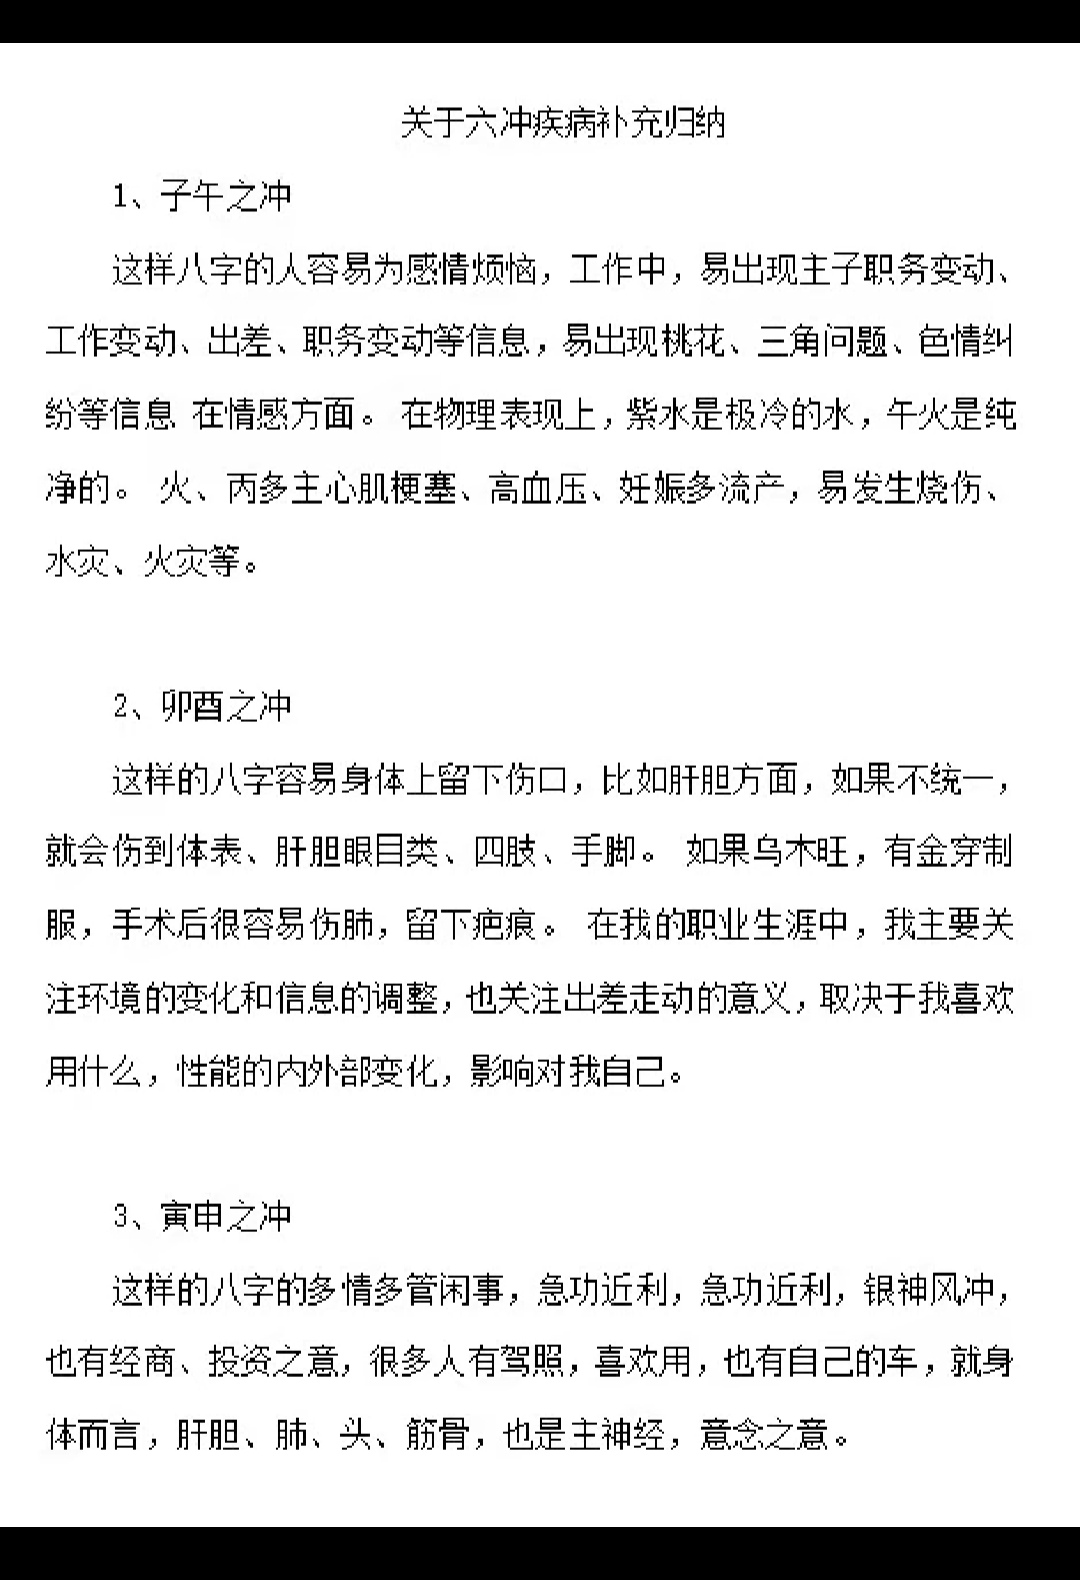 关于六冲疾病补充归纳
1、子午之冲
这样八字的人容易为感情烦恼，工作中，易出现主子职务变动、
工作变动、出差、职务变动等信息，易出现桃花、三角问题、色情纠
纷等信息 在情感方面。 在物理表现上，紫水是极冷的水，午火是纯
净的。 火、丙多主心肌梗塞、高血压、妊娠多流产，易发生烧伤、
水灾、火灾等。
2、卯酉之冲
这样的八字容易身体上留下伤口，比如肝胆方面，如果不统一，
就会伤到体表、肝胆眼目类、四肢、手脚。 如果乌木旺，有金穿制
服，手术后很容易伤肺，留下疤痕。 在我的职业生涯中，我主要关
注环境的变化和信息的调整，也关注出差走动的意义，取决于我喜欢
用什么，性能的内外部变化，影响对我自己。
3、寅申之冲
这样的八字的多情多管闲事，急功近利，急功近利，银神风冲，
也有经商、投资之意，很多人有驾照，喜欢用，也有自己的车，就身
体而言，肝胆、肺、头、筋骨，也是主神经，意念之意。